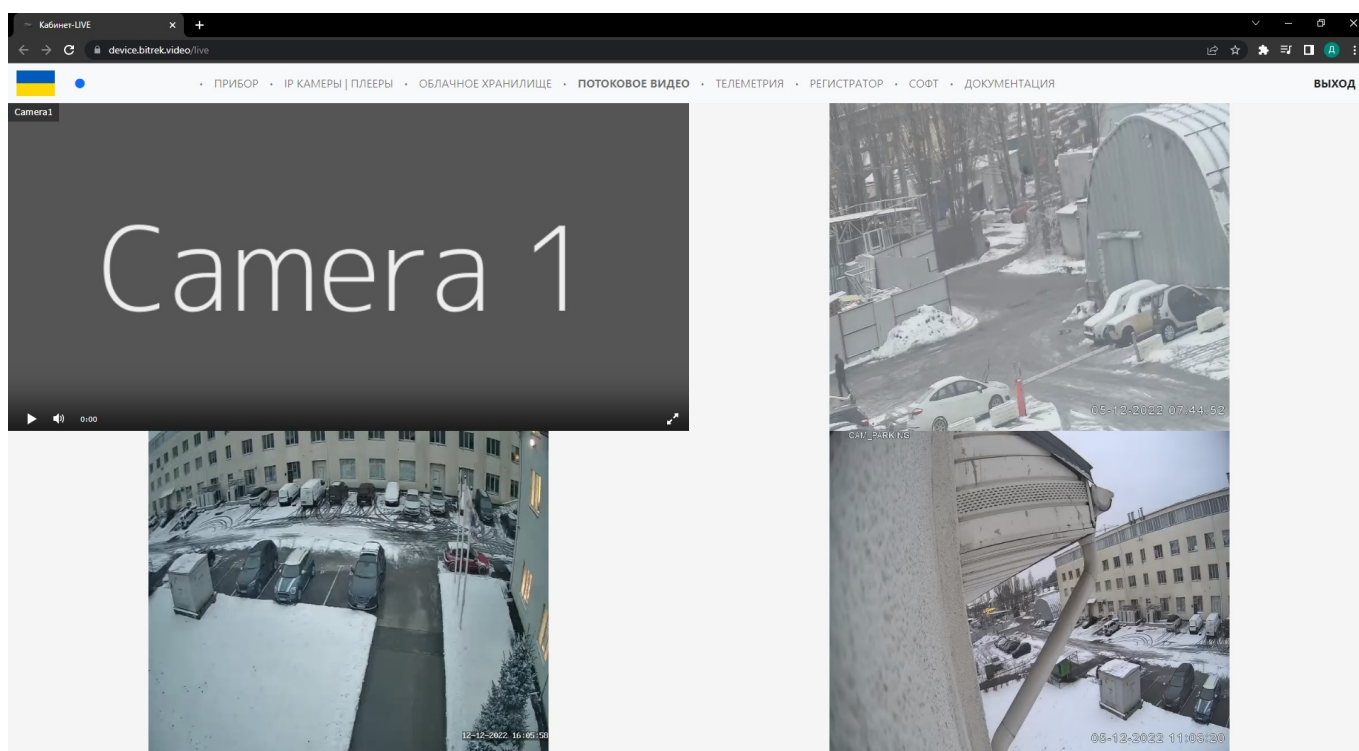 Кабинет-LIVE
device.bitrek.video/live
Д
ПРИБОР • IP КАМЕРЫ | ПЛЕЕРЫ • ОБЛАЧНОЕ ХРАНИЛИЩЕ • ПОТОКОВОЕ ВИДЕО • ТЕЛЕМЕТРИЯ • РЕГИСТРАТОР • СОФТ • ДОКУМЕНТАЦИЯ
ВЫХОД
Camera1
Camera 1
0:00
05-12-2022 07:44:52
CAM_PARKING
12-12-2022 16:05:58
05-12-2022 11:03:20